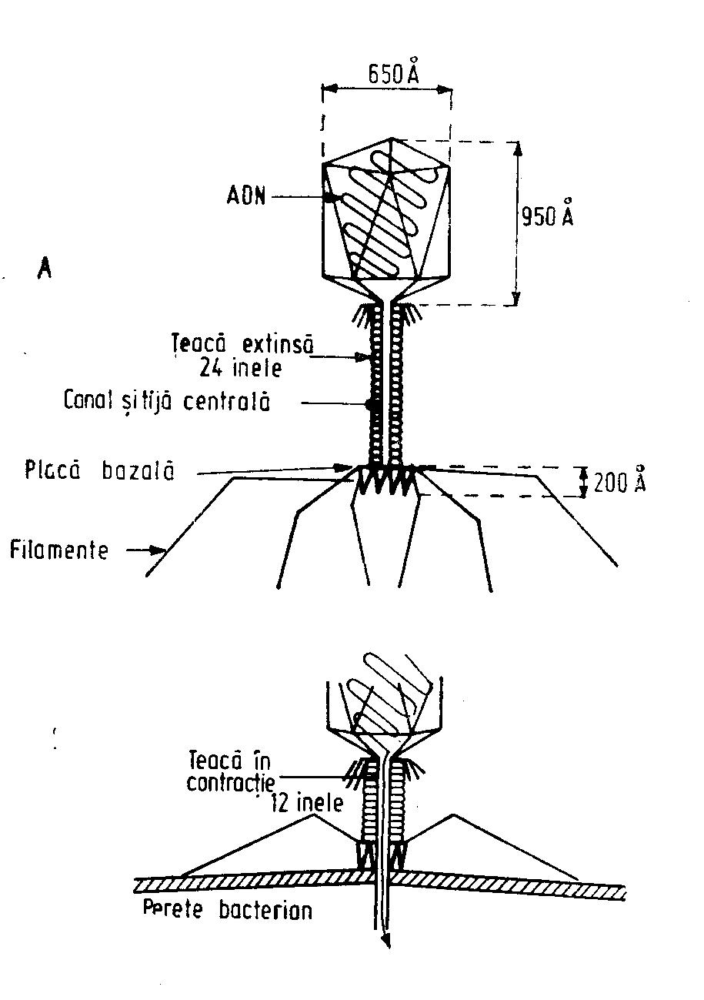 650 Å
ADN
950 Å
A
Teacă extinsă
24 inele
Canal și tijă centrală
Placă bazală
200 Å
Filamente
Teacă în
contracție
12 inele
Perete bacterian